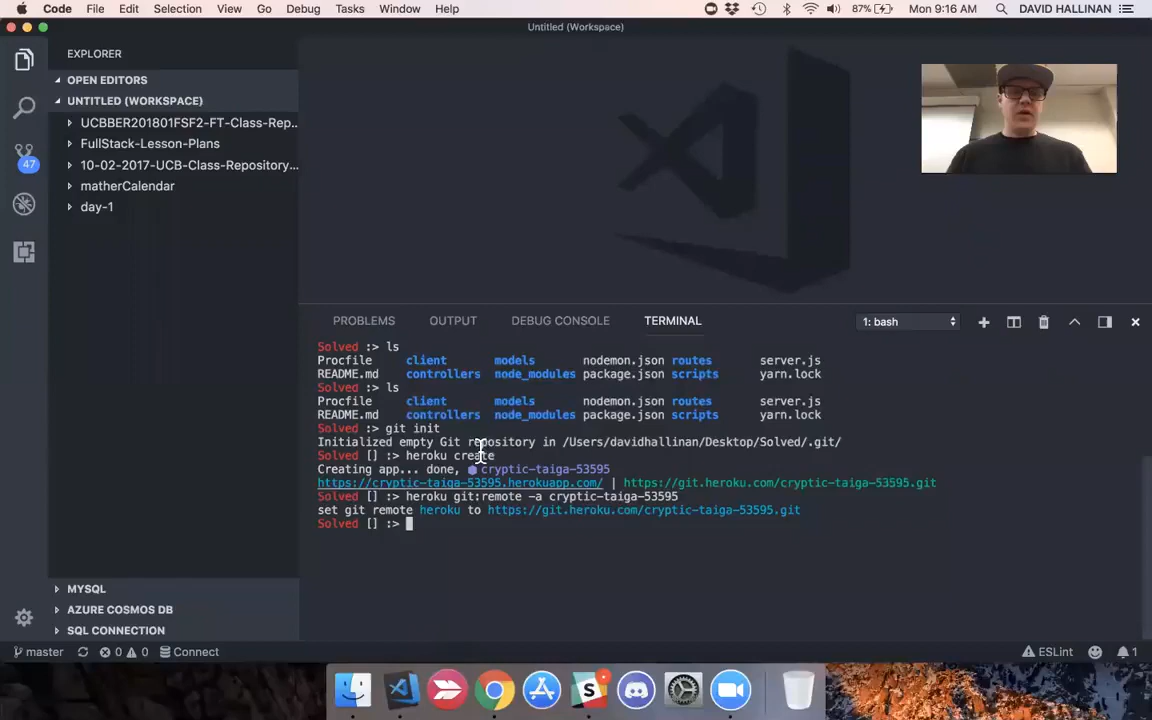 Code File Edit Selection View Go Debug Tasks Window Help 87% Mon 9:16 AM DAVID HALLINAN
Untitled (Workspace)
EXPLORER
OPEN EDITORS
UNTITLED (WORKSPACE)
UCBBER201801FSF2-FT-Class-Rep...
FullStack-Lesson-Plans
10-02-2017-UCB-Class-Repository...
matherCalendar
day-1
47
PROBLEMS OUTPUT DEBUG CONSOLE TERMINAL 1: bash
Solved :> ls
Procfile client models nodemon.json routes server.js
README.md controllers node_modules package.json scripts yarn.lock
Solved :> ls
Procfile client models nodemon.json routes server.js
README.md controllers node_modules package.json scripts yarn.lock
Solved :> git init
Initialized empty Git repository in /Users/davidhallinan/Desktop/Solved/.git/
Solved [] :> heroku create
Creating app... done, ⬢ cryptic-taiga-53595
https://cryptic-taiga-53595.herokuapp.com/ | https://git.heroku.com/cryptic-taiga-53595.git
Solved [] :> heroku git:remote -a cryptic-taiga-53595
set git remote heroku to https://git.heroku.com/cryptic-taiga-53595.git
Solved [] :>
MYSQL
AZURE COSMOS DB
SQL CONNECTION
master 0 0 Connect ESLint 1